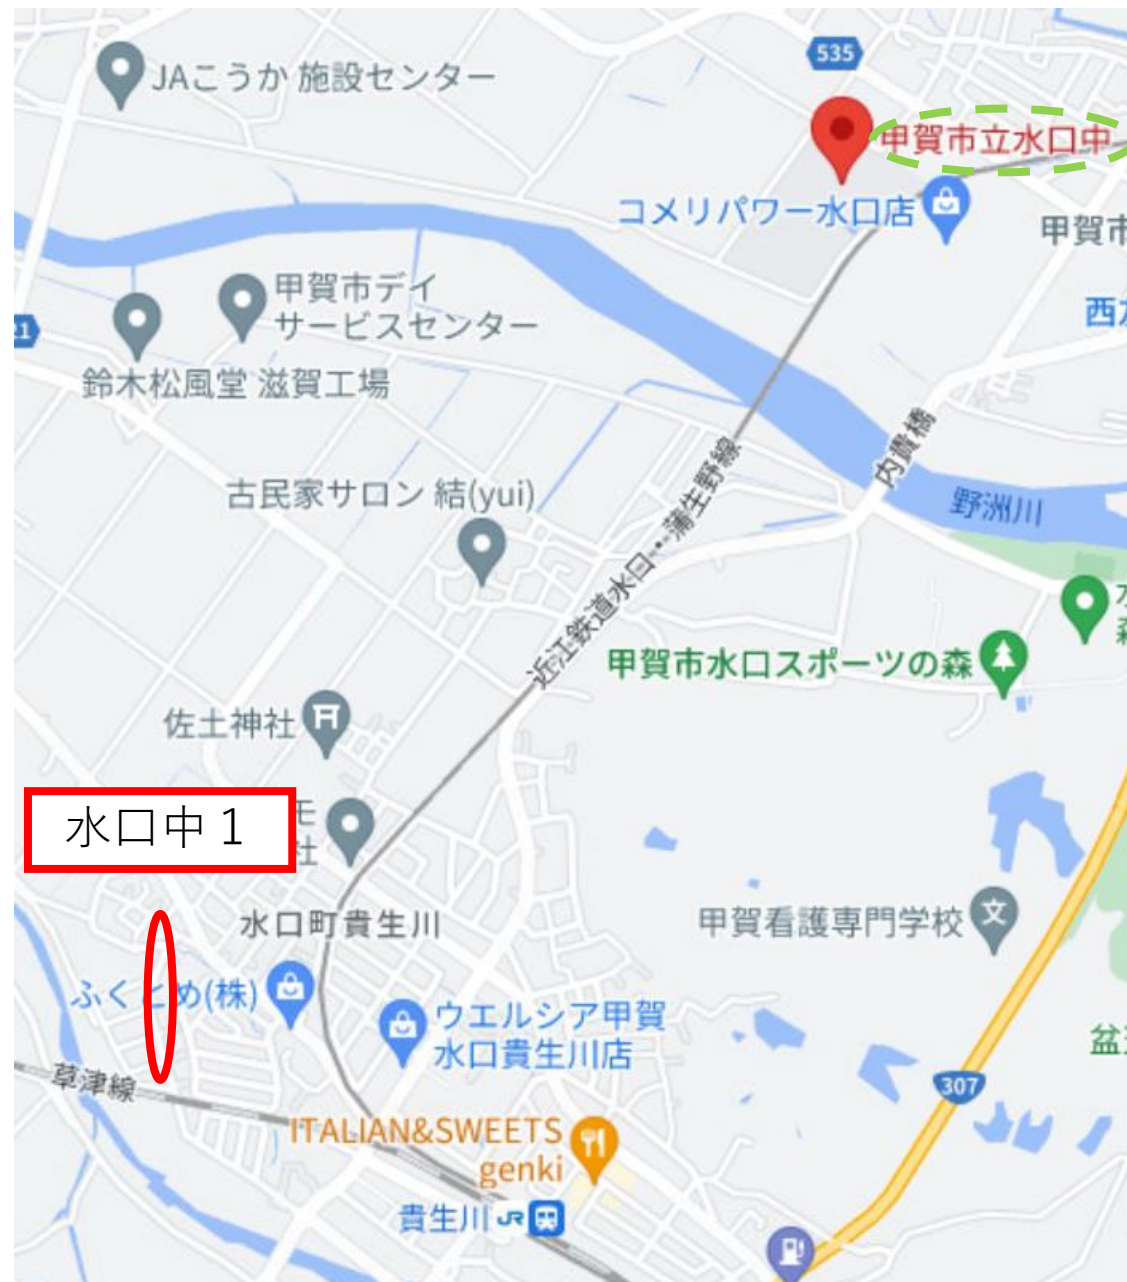 535
JAこうか 施設センター
甲賀市立水口中
コメリパワー水口店
甲賀市
甲賀市デイ
サービスセンター
21
鈴木松風堂 滋賀工場
内貴橋
古民家サロン 結(yui)
野洲川
近江鉄道水口・蒲生野線
甲賀市水口スポーツの森
佐土神社
水口中１
水口町貴生川
甲賀看護専門学校
文
ふくとめ(株)
ウエルシア甲賀
水口貴生川店
草津線
307
ITALIAN&SWEETS
genki
貴生川
JR